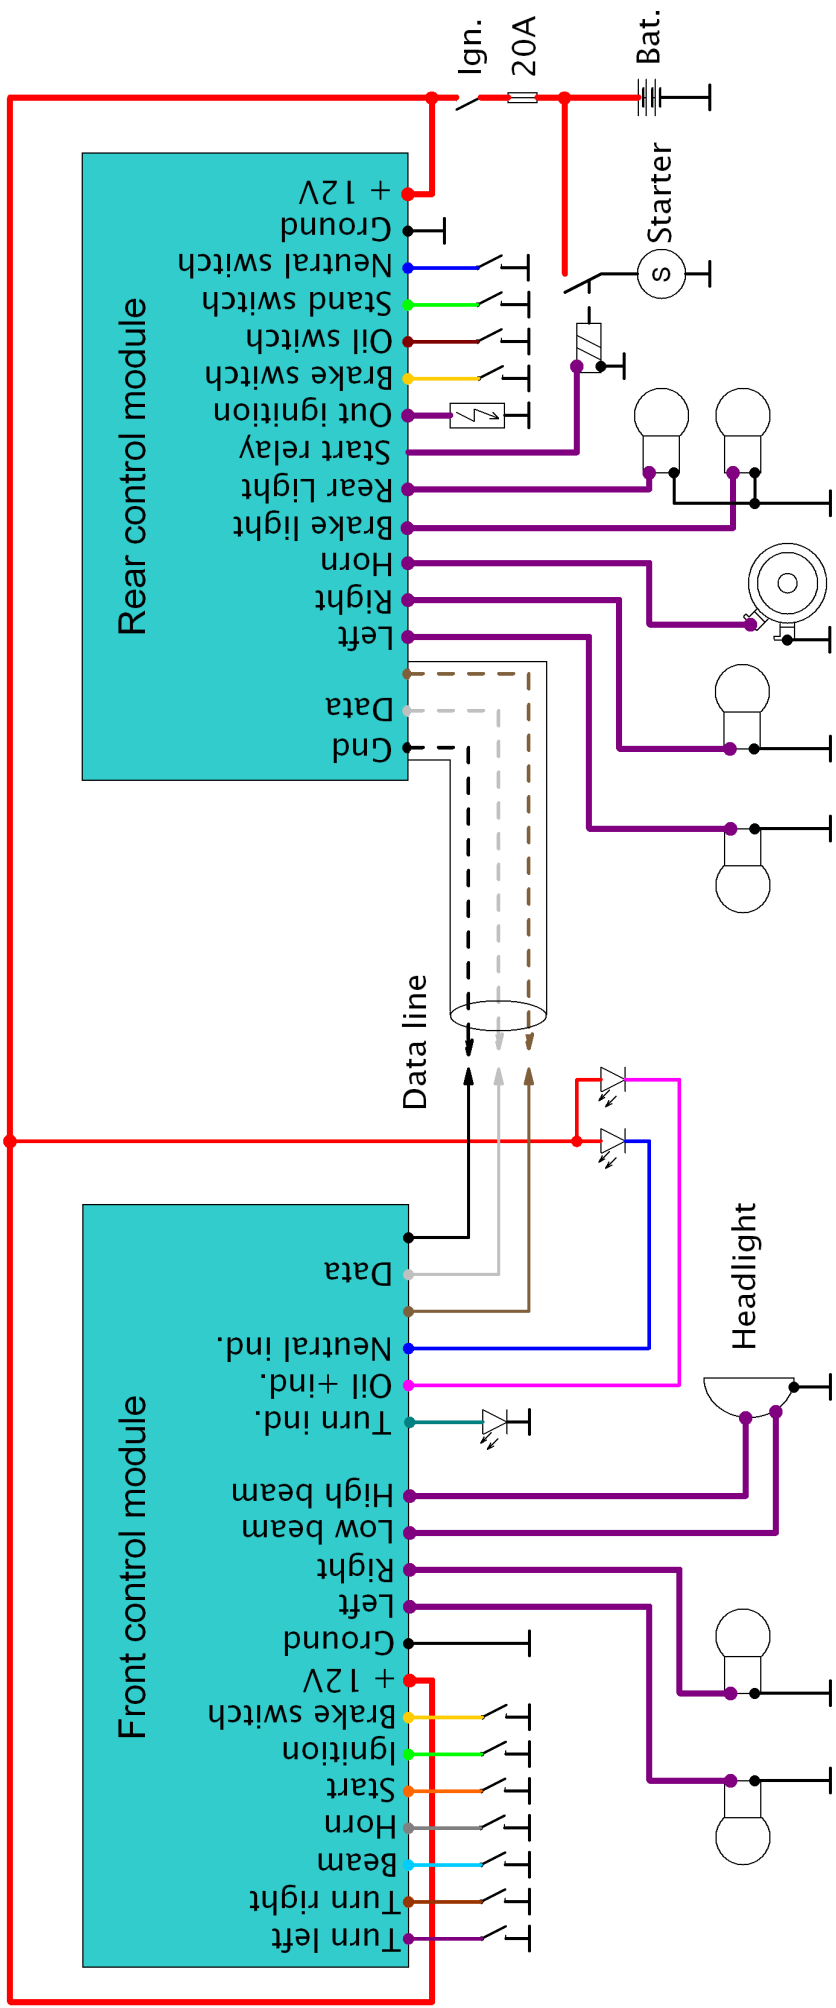 Ign.
20A
Bat.
Starter
Rear control module
+ 12V
Ground
Neutral switch
Stand switch
Oil switch
Brake switch
Out ignition
Start relay
Rear Light
Brake light
Horn
Right
Left
Data
Gnd
S
Data line
Front control module
Data
Neutral ind.
Oil +ind.
Turn ind.
High beam
Low beam
Right
Left
Ground
+ 12V
Brake switch
Ignition
Start
Horn
Beam
Turn right
Turn left
Headlight